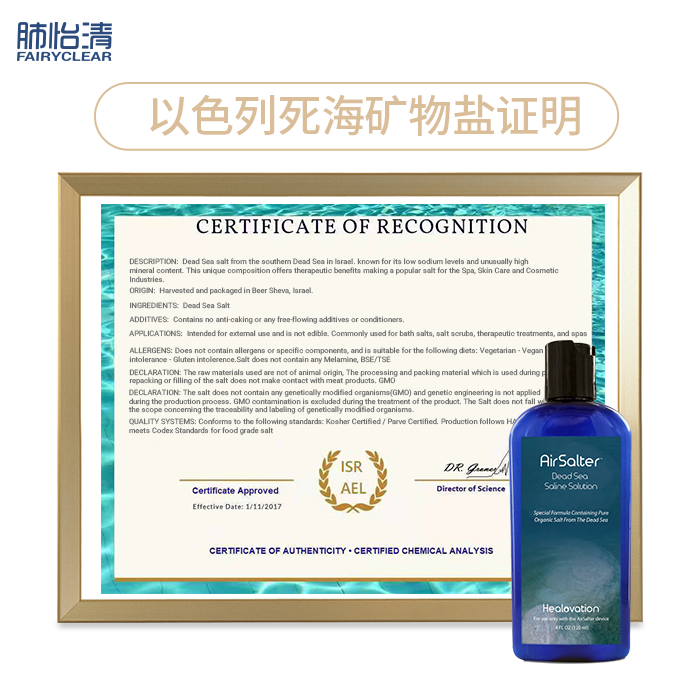 肺怡清
FAIRYCLEAR
以色列死海矿物盐证明
CERTIFICATE OF RECOGNITION
DESCRIPTION: Dead Sea salt from the southern Dead Sea in Israel. known for its low sodium levels and unusually high
mineral content. This unique composition offers therapeutic benefits making a popular salt for the Spa, Skin Care and Cosmetic
Industries.
ORIGIN: Harvested and packaged in Beer Sheva, Israel.
INGREDIENTS: Dead Sea Salt
ADDITIVES: Contains no anti-caking or any free-flowing additives or conditioners.
APPLICATIONS: Intended for external use and is not edible. Commonly used for bath salts, salt scrubs, therapeutic treatments, and spas
ALLERGENS: Does not contain allergens or specific components, and is suitable for the following diets: Vegetarian - Vegan
intolerance - Gluten intolerence.Salt does not contain any Melamine, BSE/TSE
DECLARATION: The raw materials used are not of animal origin, The processing and packing material which is used during
repacking or filling of the salt does not make contact with meat products. GMO
DECLARATION: The salt does not contain any genetically modified organisms(GMO) and genetic engineering is not applied
during the production process. GMO contamination is excluded during the treatment of the product. The Salt does not fall
the scope concerning the traceability and labeling of genetically modified organisms.
QUALITY SYSTEMS: Conforms to the following standards: Kosher Certified / Parve Certified. Production follows
meets Codex Standards for food grade salt
ISR
AEL
Certificate Approved
Effective Date: 1/11/2017
DR.
Director of Science
CERTIFICATE OF AUTHENTICITY • CERTIFIED CHEMICAL ANALYSIS
AirSalter
Dead Sea
Saline Solution
Special Formula Containing Pure
Organic Salt From The Dead Sea
Healovation
For use only with the AirSalter device
4 FL OZ (120 ml)